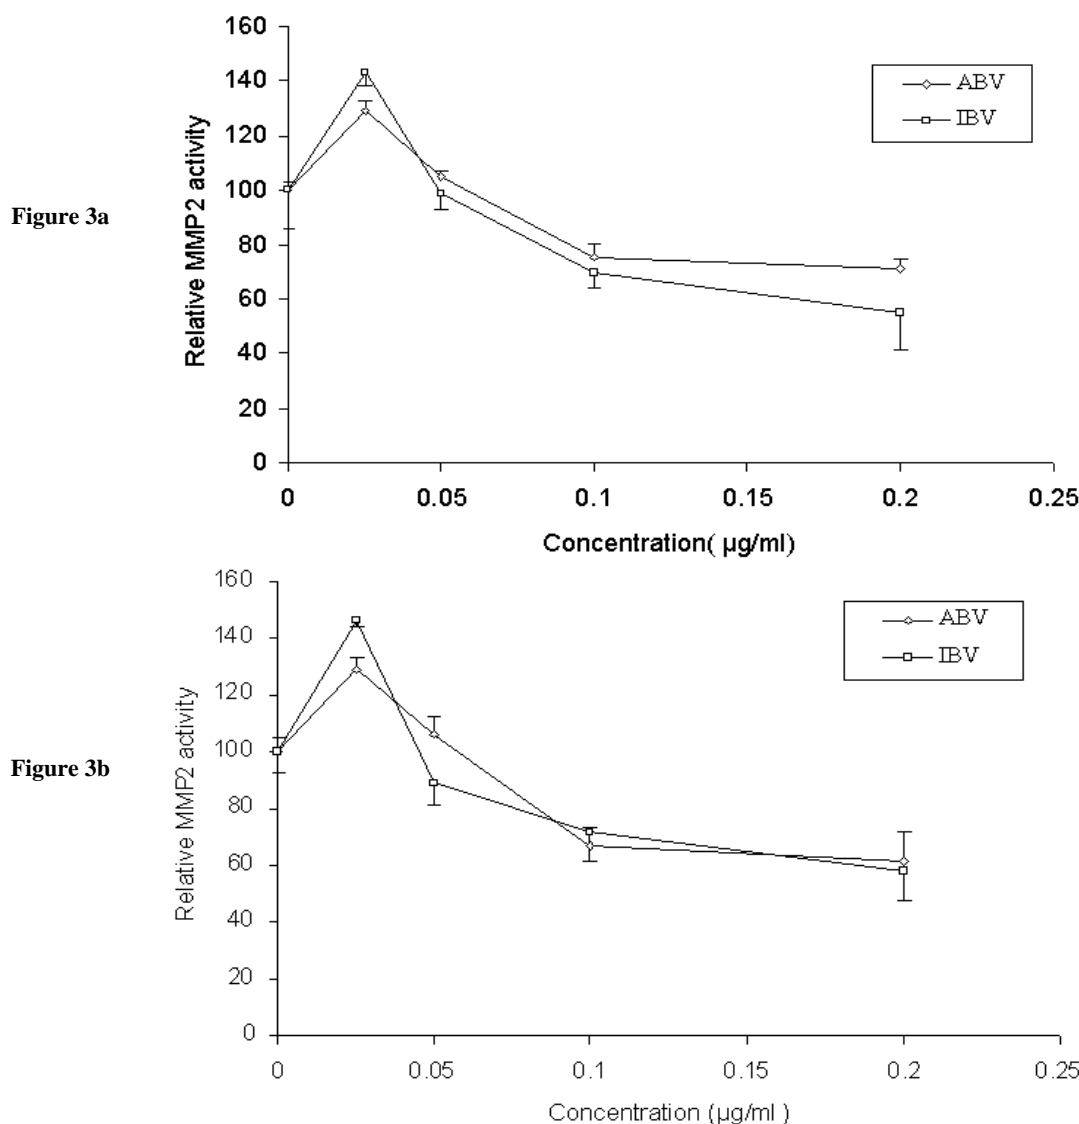 160
140
120
100
80
60
40
20
0
Relative MMP2 activity
ABV
IBV
Figure 3a
0 0.05 0.1 0.15 0.2 0.25
Concentration( µg/ml)
160
140
120
100
80
60
40
20
0
Relative MMP2 activity
ABV
IBV
Figure 3b
0 0.05 0.1 0.15 0.2 0.25
Concentration (µg/ml )